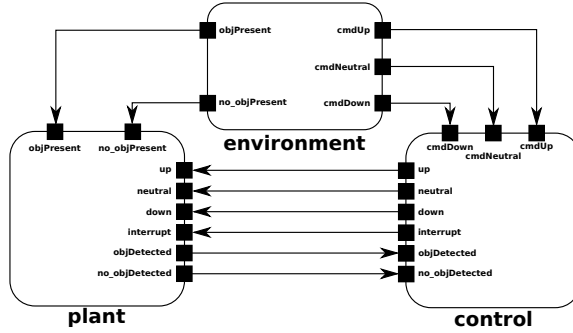 objPresent
cmdUp
cmdNeutral
no_objPresent
cmdDown
environment
objPresent
no_objPresent
cmdDown
cmdNeutral
cmdUp
up
up
neutral
neutral
down
down
interrupt
interrupt
objDetected
objDetected
no_objDetected
no_objDetected
plant
control